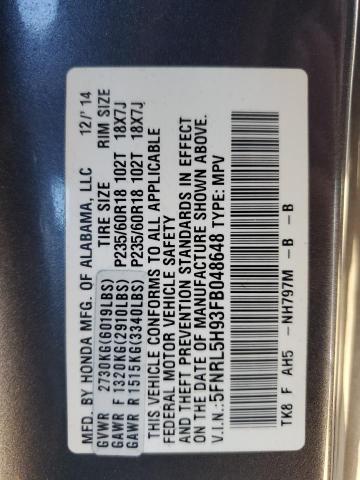 MFD BY HONDA MFG. OF ALABAMA, LLC 12/'14
GVWR 2730KG(6019LBS) TIRE SIZE RIM SIZE
GAWR F 1320KG(2910LBS) P235/60R18 102T 18X7J
GAWR R 1515KG(3340LBS) P235/60R18 102T 18X7J
THIS VEHICLE CONFORMS TO ALL APPLICABLE
FEDERAL MOTOR VEHICLE SAFETY
AND THEFT PREVENTION STANDARDS IN EFFECT
ON THE DATE OF MANUFACTURE SHOWN ABOVE.
V.I.N.: 5FNRL5H93FB048648 TYPE: MPV
TK8 F AH5 -NH797M - B - B